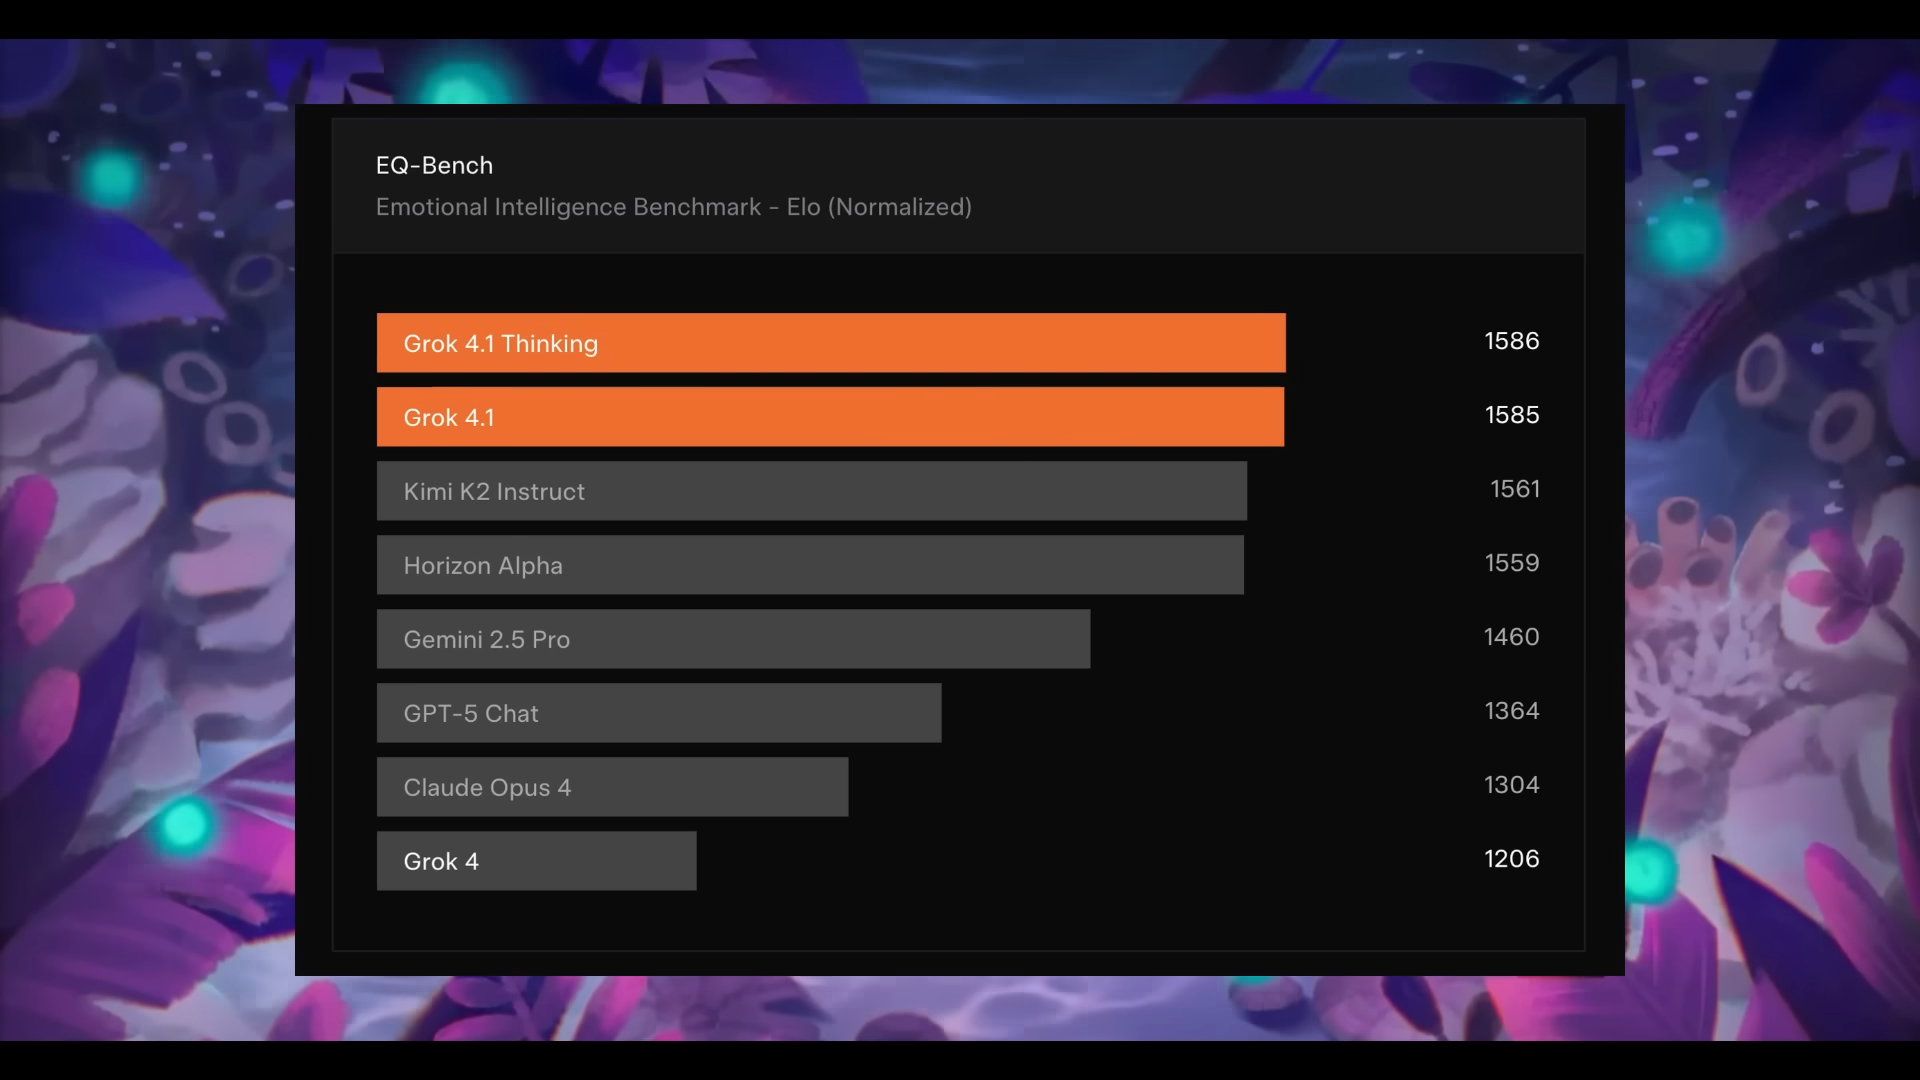 EQ-Bench
Emotional Intelligence Benchmark - Elo (Normalized)
Grok 4.1 Thinking 1586
Grok 4.1 1585
Kimi K2 Instruct 1561
Horizon Alpha 1559
Gemini 2.5 Pro 1460
GPT-5 Chat 1364
Claude Opus 4 1304
Grok 4 1206